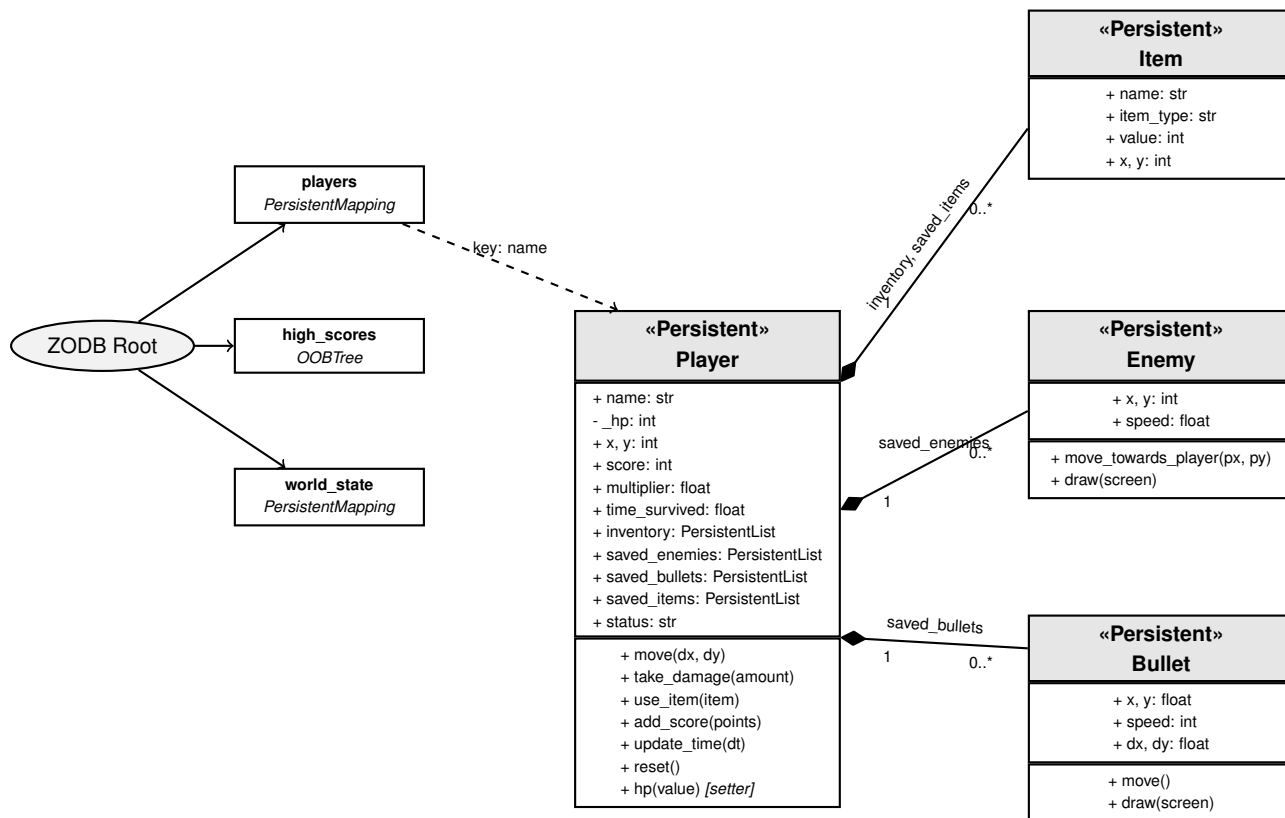 ZODB Root
players
PersistentMapping
high_scores
OOBTree
world_state
PersistentMapping
key: name
«Persistent»
Player
+ name: str
- _hp: int
+ x, y: int
+ score: int
+ multiplier: float
+ time_survived: float
+ inventory: PersistentList
+ saved_enemies: PersistentList
+ saved_bullets: PersistentList
+ saved_items: PersistentList
+ status: str
+ move(dx, dy)
+ take_damage(amount)
+ use_item(item)
+ add_score(points)
+ update_time(dt)
+ reset()
+ hp(value) [setter]
inventory, saved_items
1
0..*
saved_enemies
1
0..*
saved_bullets
1
0..*
«Persistent»
Item
+ name: str
+ item_type: str
+ value: int
+ x, y: int
«Persistent»
Enemy
+ x, y: int
+ speed: float
+ move_towards_player(px, py)
+ draw(screen)
«Persistent»
Bullet
+ x, y: float
+ speed: int
+ dx, dy: float
+ move()
+ draw(screen)